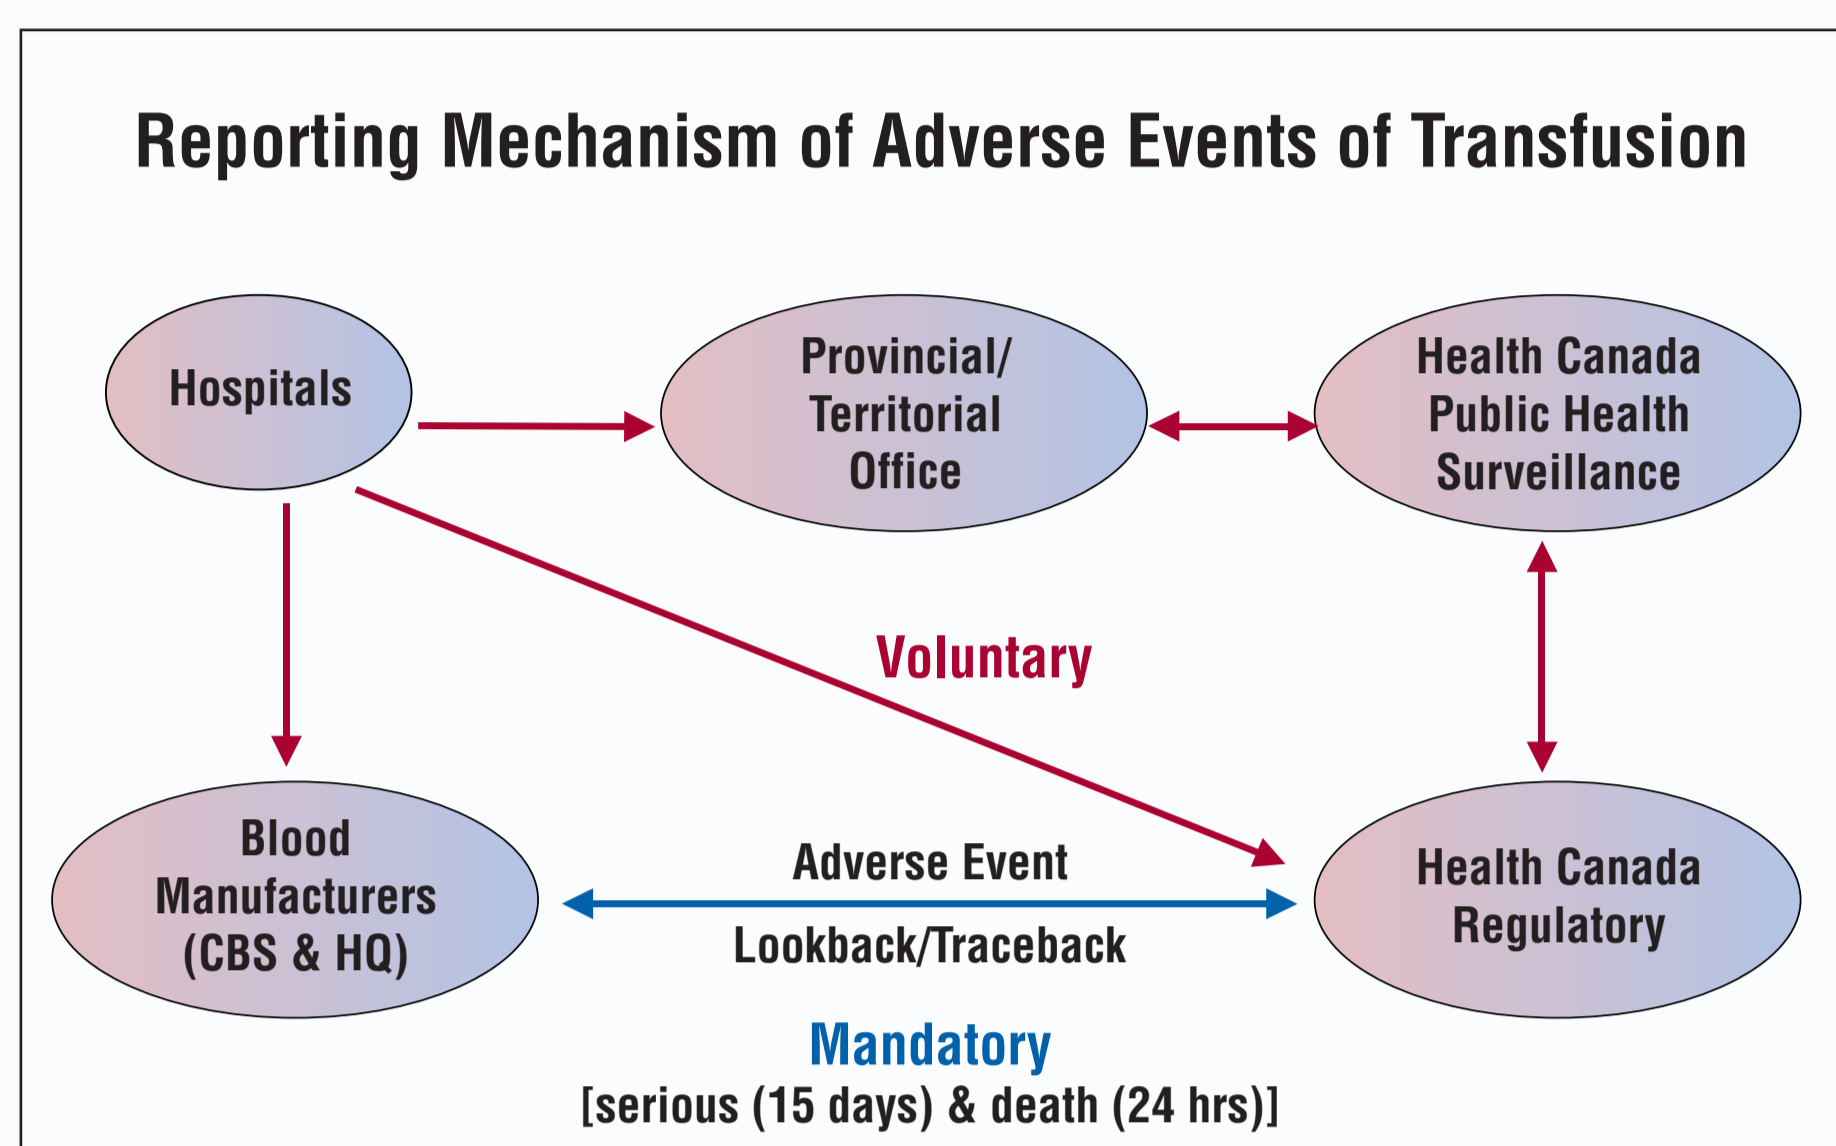 Reporting Mechanism of Adverse Events of Transfusion
Hospitals
Provincial/
Territorial
Office
Health Canada
Public Health
Surveillance
Voluntary
Blood
Manufacturers
(CBS & HQ)
Adverse Event
Lookback/Traceback
Health Canada
Regulatory
Mandatory
[serious (15 days) & death (24 hrs)]